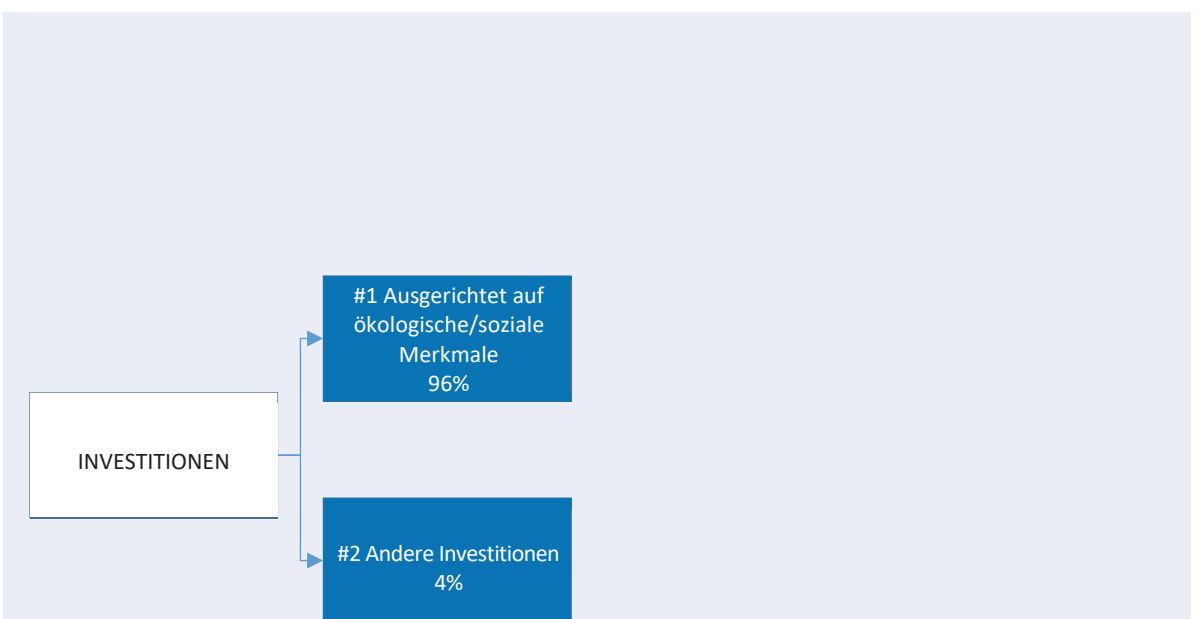 #1 Ausgerichtet auf
ökologische/soziale
Merkmale
96%
INVESTITIONEN
#2 Andere Investitionen
4%